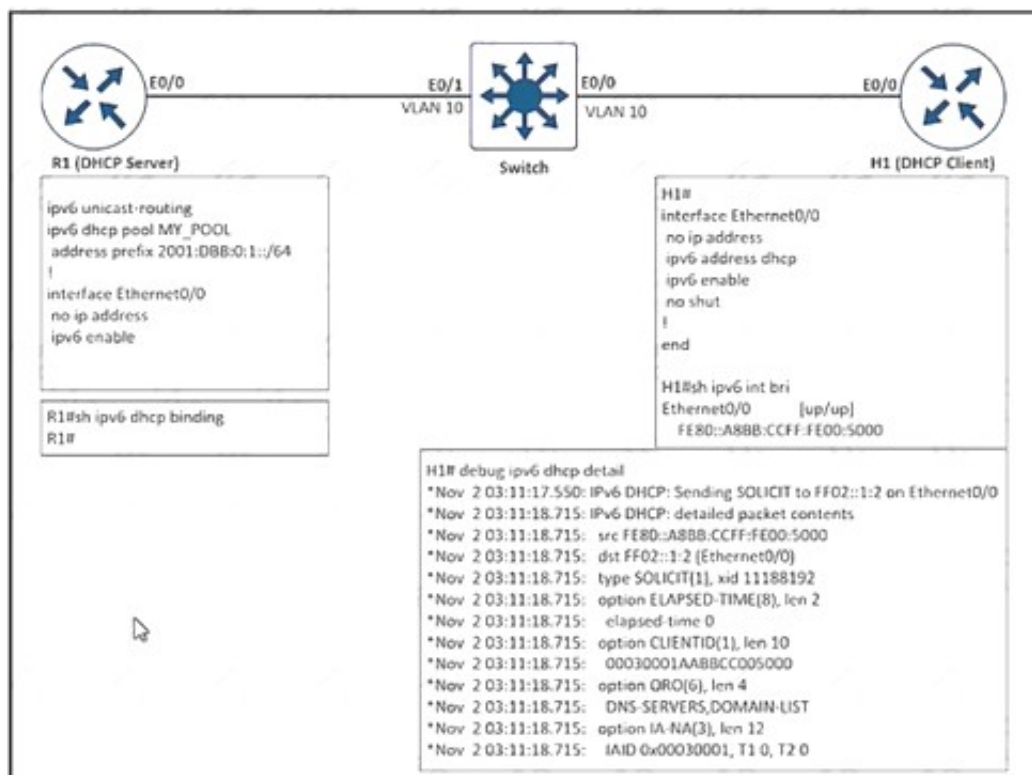 E0/0
E0/1
VLAN 10
E0/0
VLAN 10
E0/0
R1 (DHCP Server)
Switch
H1 (DHCP Client)
ipv6 unicast-routing
ipv6 dhcp pool MY_POOL
address prefix 2001:DB8:0:1::/64
!
interface Ethernet0/0
no ip address
ipv6 enable
R1#sh ipv6 dhcp binding
R1#
H1#
interface Ethernet0/0
no ip address
ipv6 address dhcp
ipv6 enable
no shut
!
end
H1#sh ipv6 int bri
Ethernet0/0 [up/up]
FE80::A8BB:CCFF:FE00:5000
H1# debug ipv6 dhcp detail
*Nov 2 03:11:17.550: IPv6 DHCP: Sending SOLICIT to FF02::1:2 on Ethernet0/0
*Nov 2 03:11:18.715: IPv6 DHCP: detailed packet contents
*Nov 2 03:11:18.715: src FE80::A8BB:CCFF:FE00:5000
*Nov 2 03:11:18.715: dst FF02::1:2 (Ethernet0/0)
*Nov 2 03:11:18.715: type SOLICIT(1), xid 11188192
*Nov 2 03:11:18.715: option ELAPSED-TIME(8), len 2
*Nov 2 03:11:18.715: elapsed-time 0
*Nov 2 03:11:18.715: option CLIENTID(1), len 10
*Nov 2 03:11:18.715: 00030001AABBCC005000
*Nov 2 03:11:18.715: option ORO(6), len 4
*Nov 2 03:11:18.715: DNS-SERVERS,DOMAIN-LIST
*Nov 2 03:11:18.715: option IA-NA(3), len 12
*Nov 2 03:11:18.715: IAID 0x00030001, T1 0, T2 0